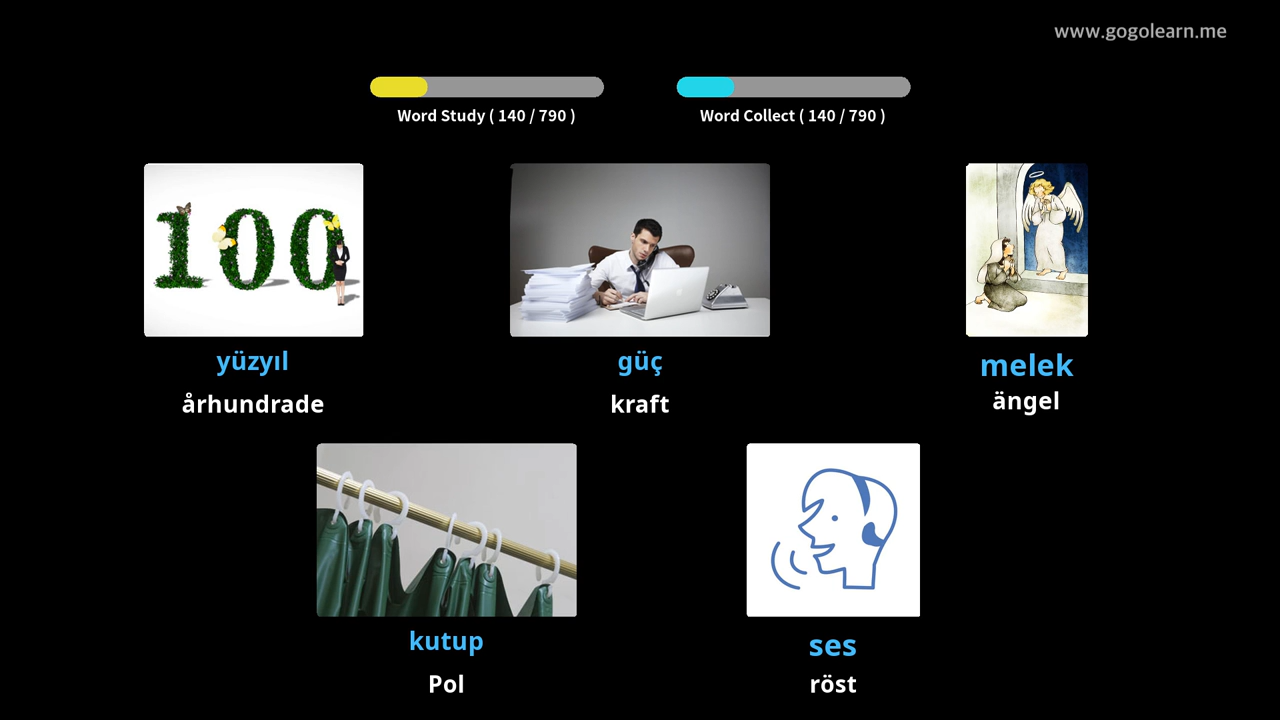 www.gogolearn.me
Word Study ( 140 / 790 )
Word Collect ( 140 / 790 )
100
yüzyıl
århundrade
güç
kraft
melek
ängel
kutup
Pol
ses
röst